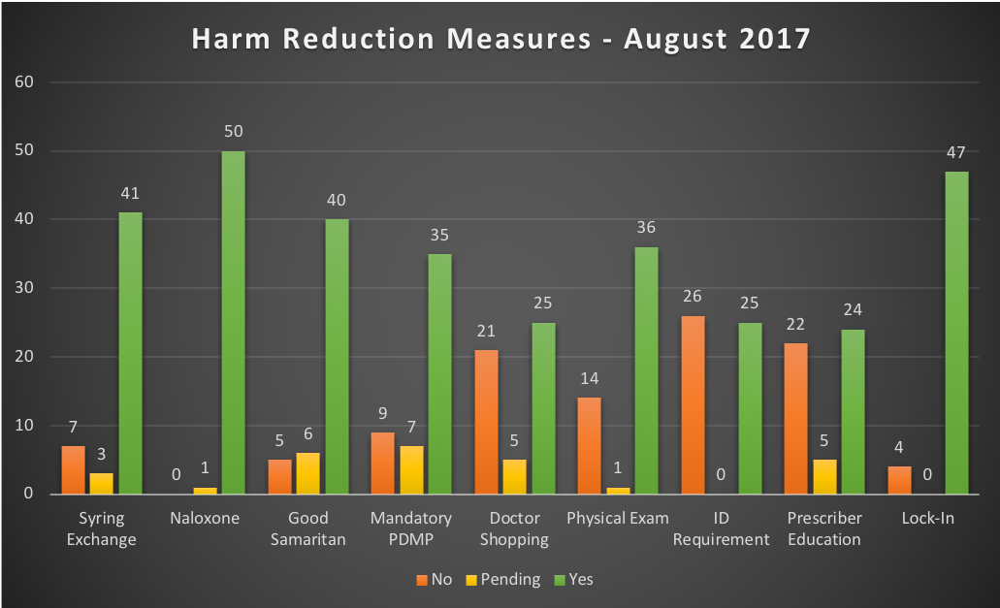 Harm Reduction Measures - August 2017
60
50
40
30
20
10
0
7
3
41
0
1
50
5
6
40
9
7
35
21
5
25
14
1
36
26
0
25
22
5
24
4
0
47
Syring
Exchange
Naloxone
Good
Samaritan
Mandatory
PDMP
Doctor
Shopping
Physical Exam
ID
Requirement
Prescriber
Education
Lock-In
No
Pending
Yes